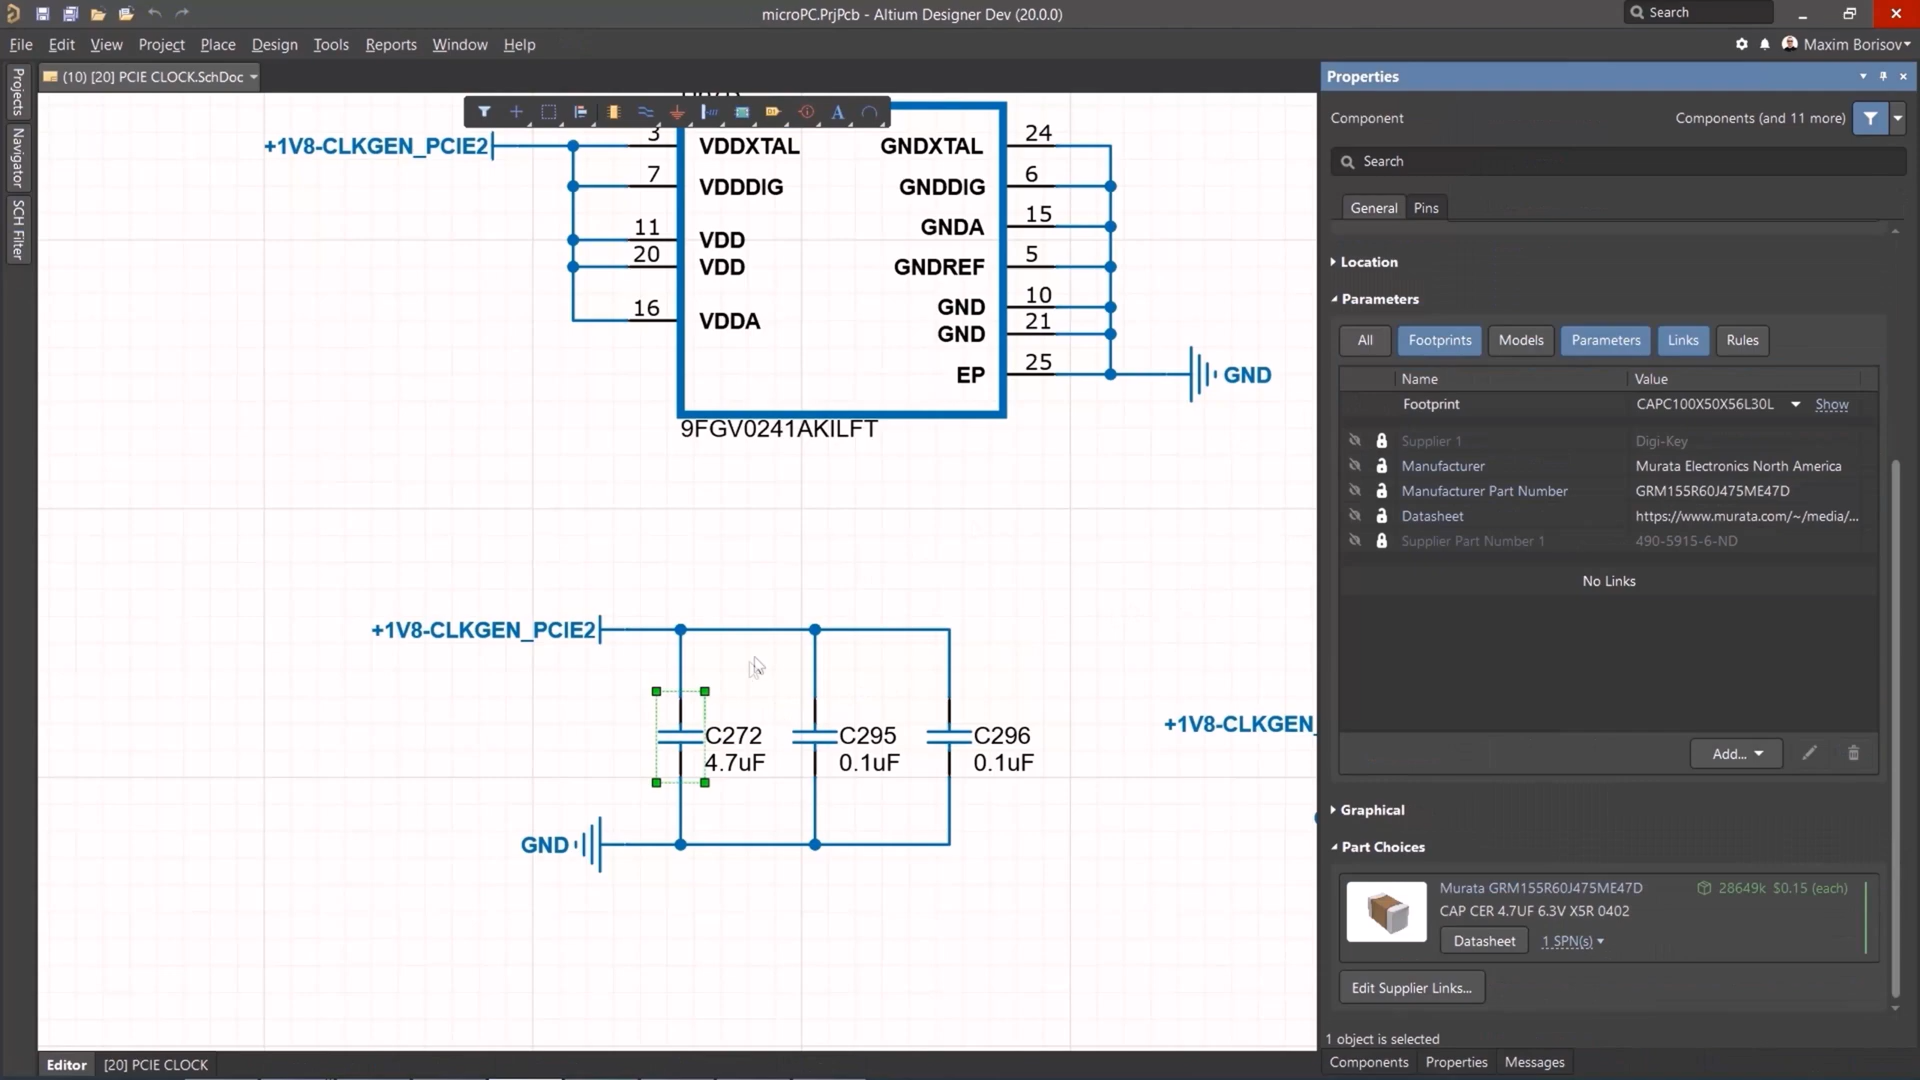 microPC.PrjPcb - Altium Designer Dev (20.0.0)
Search
File Edit View Project Place Design Tools Reports Window Help
Maxim Borisov
Projects
Navigator
SCH Filter
(10) [20] PCIE CLOCK.SchDoc
+1V8-CLKGEN_PCIE2
3 VDDXTAL GNDXTAL 24
7 VDDDIG GNDDIG 6
GNDA 15
11 VDD
20 VDD GNDREF 5
GND 10
16 VDDA GND 21
EP 25
GND
9FGV0241AKILFT
+1V8-CLKGEN_PCIE2
C272
4.7uF
C295
0.1uF
C296
0.1uF
GND
+1V8-CLKGEN_
Properties
Component Components (and 11 more)
Search
General Pins
Location
Parameters
All Footprints Models Parameters Links Rules
Name Value
Footprint CAPC100X50X56L30L Show
Supplier 1 Digi-Key
Manufacturer Murata Electronics North America
Manufacturer Part Number GRM155R60J475ME47D
Datasheet https://www.murata.com/~/media/...
Supplier Part Number 1 490-5915-6-ND
No Links
Add...
Graphical
Part Choices
Murata GRM155R60J475ME47D 28649k $0.15 (each)
CAP CER 4.7UF 6.3V X5R 0402
Datasheet 1 SPN(s)
Edit Supplier Links...
1 object is selected
Editor [20] PCIE CLOCK
Components Properties Messages